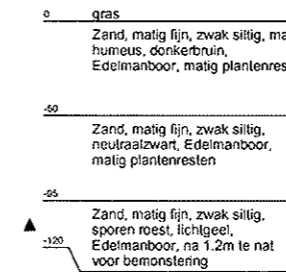 0 gras
Zand, matig fijn, zwak siltig, ma
humeus, donkerbruin,
Edelmanboor, matig plantenres
-50
Zand, matig fijn, zwak siltig,
neutraalzwart, Edelmanboor,
matig plantenresten
-95
Zand, matig fijn, zwak siltig,
sporen roest, lichtgeel,
-120 Edelmanboor, na 1.2m te nat
voor bemonstering